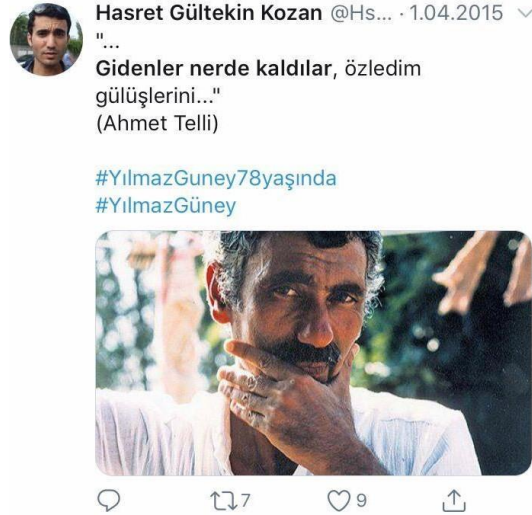 Hasret Gültekin Kozan @Hs... · 1.04.2015
"...
Gidenler nerde kaldılar, özledim
gülüşlerini..."
(Ahmet Telli)
#YılmazGuney78yaşında
#YılmazGüney
7 9